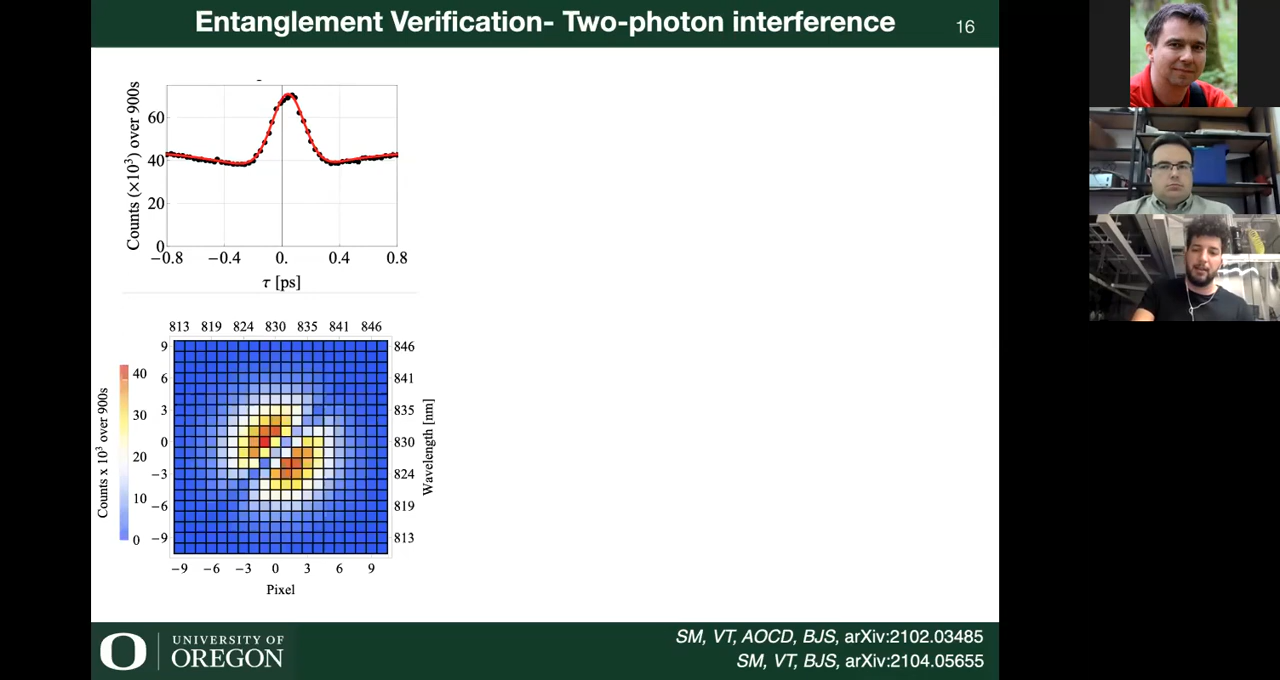 Entanglement Verification- Two-photon interference
16
Counts (×10³) over 900s
60
40
20
0
−0.8 −0.4 0. 0.4 0.8
τ [ps]
813 819 824 830 835 841 846
9
6
3
0
−3
−6
−9
846
841
835
830
824
819
813
Wavelength [nm]
Counts x 10³ over 900s
40
30
20
10
0
−9 −6 −3 0 3 6 9
Pixel
O
UNIVERSITY OF
OREGON
SM, VT, AOCD, BJS, arXiv:2102.03485
SM, VT, BJS, arXiv:2104.05655